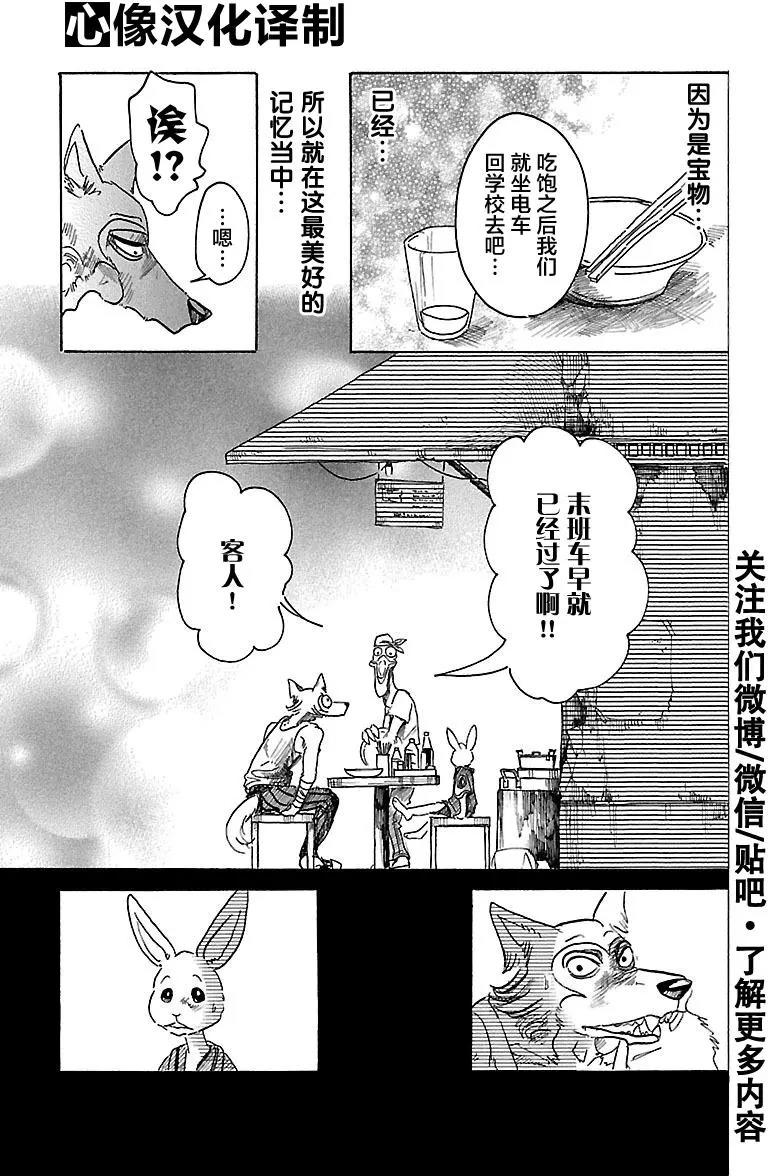 心像汉化译制
因为是宝物…
吃饱之后我们
就坐电车
回学校去吧…
已经…
所以就在这最美好的
记忆当中…
诶!?
…嗯
末班车早就
已经过了啊!!
客人!
关注我们微博/微信/贴吧·了解更多内容